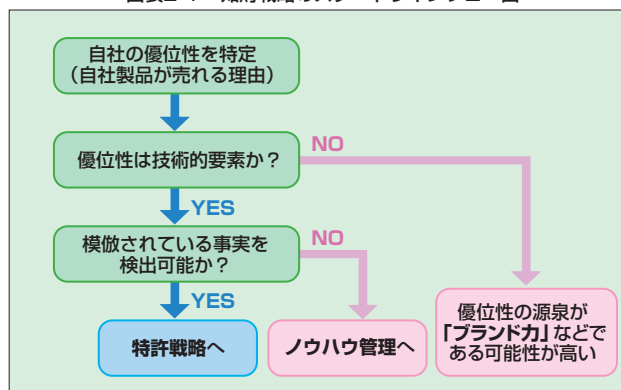 自社の優位性を特定
（自社製品が売れる理由）
優位性は技術的要素か？
NO
YES
模倣されている事実を
検出可能か？
NO
YES
特許戦略へ
ノウハウ管理へ
優位性の源泉が
「ブランド力」などで
ある可能性が高い